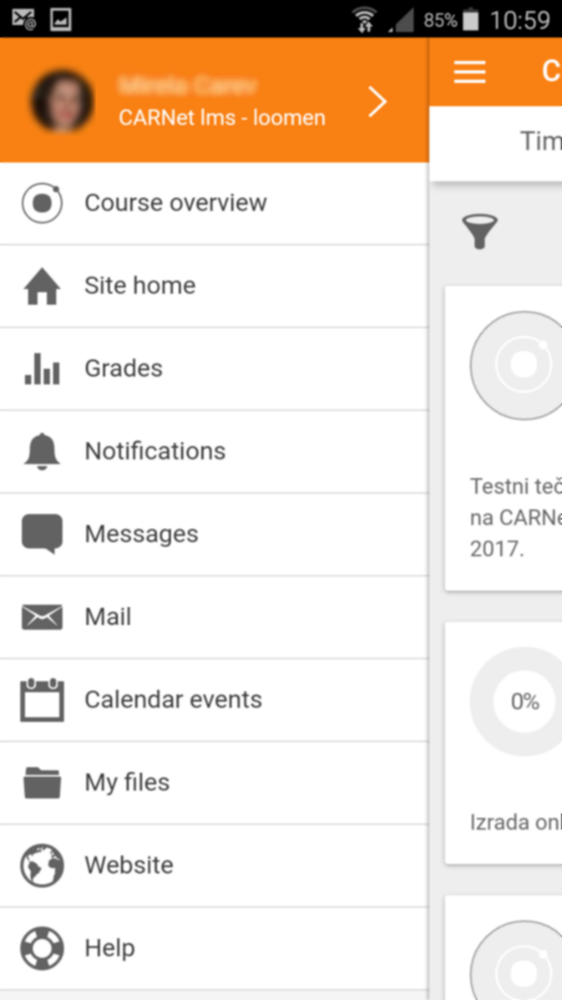 85% 10:59
CARNet lms - loomen
Course overview
Site home
Grades
Notifications
Messages
Mail
Calendar events
My files
Website
Help
C
Tim
Testni teč
na CARNe
2017.
0%
Izrada onl